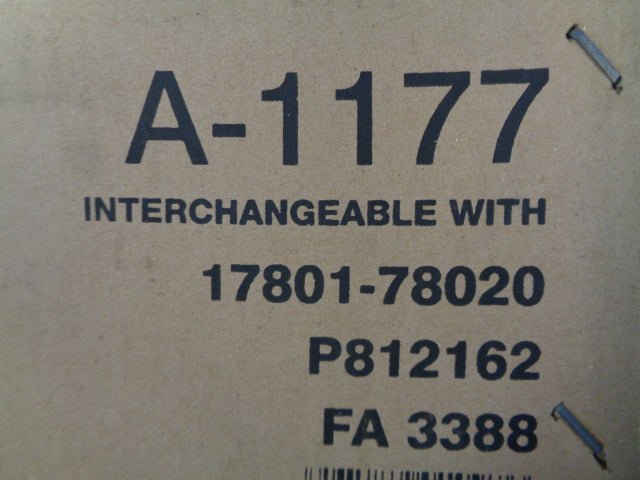 A-1177
INTERCHANGEABLE WITH
17801-78020
P812162
FA 3388